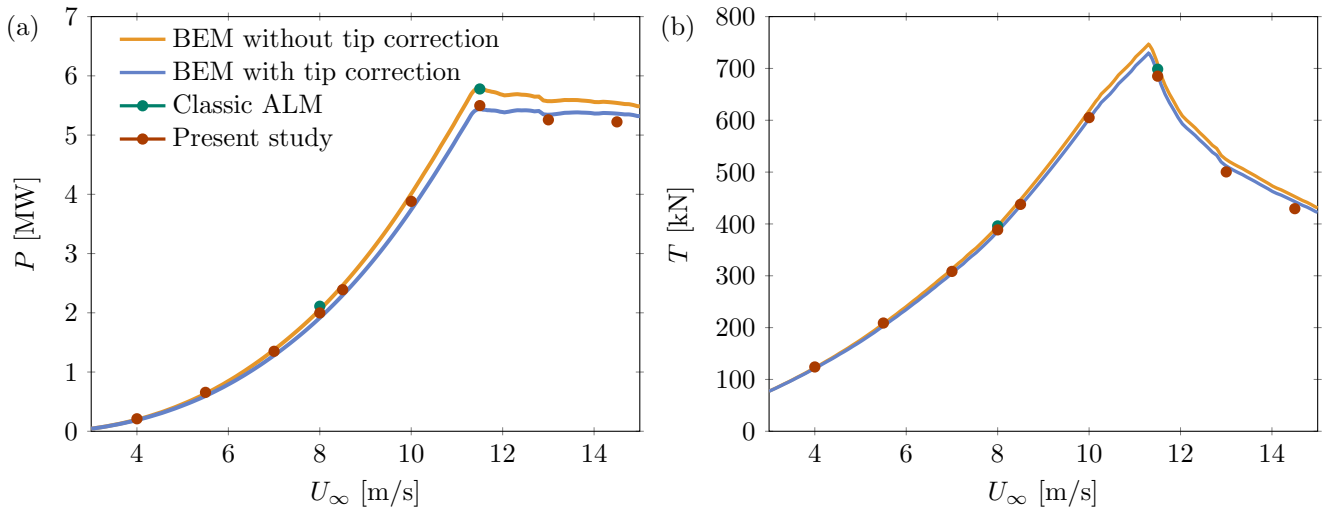 (a)
P [MW]
7
6
5
4
3
2
1
0
BEM without tip correction
BEM with tip correction
Classic ALM
Present study
4 6 8 10 12 14
U∞ [m/s]
(b)
T [kN]
800
700
600
500
400
300
200
100
0
4 6 8 10 12 14
U∞ [m/s]